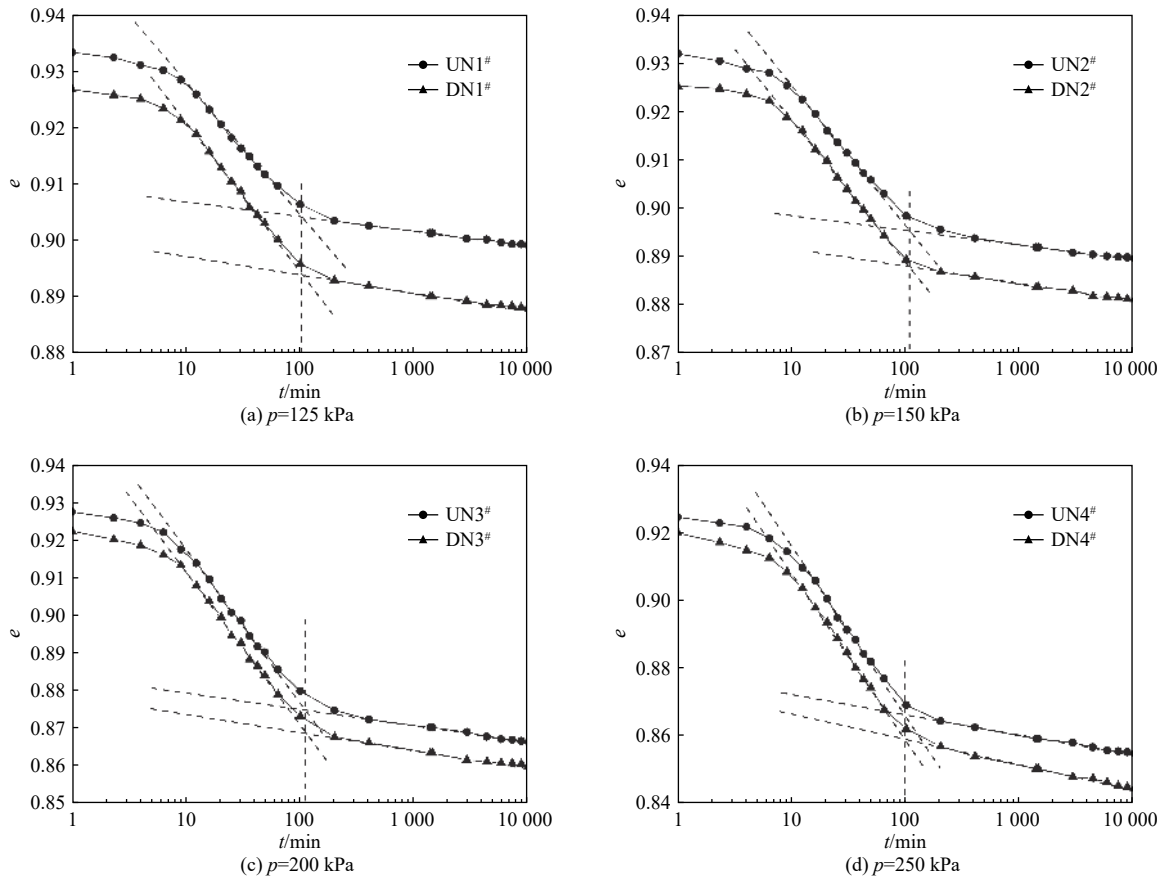 0.94
0.93
0.92
0.91
0.90
0.89
0.88
e
UN1#
DN1#
1
10
100
1 000
10 000
t/min
(a) p=125 kPa
0.94
0.93
0.92
0.91
0.90
0.89
0.88
0.87
e
UN2#
DN2#
1
10
100
1 000
10 000
t/min
(b) p=150 kPa
0.94
0.93
0.92
0.91
0.90
0.89
0.88
0.87
0.86
0.85
e
UN3#
DN3#
1
10
100
1 000
10 000
t/min
(c) p=200 kPa
0.94
0.92
0.90
0.88
0.86
0.84
e
UN4#
DN4#
1
10
100
1 000
10 000
t/min
(d) p=250 kPa